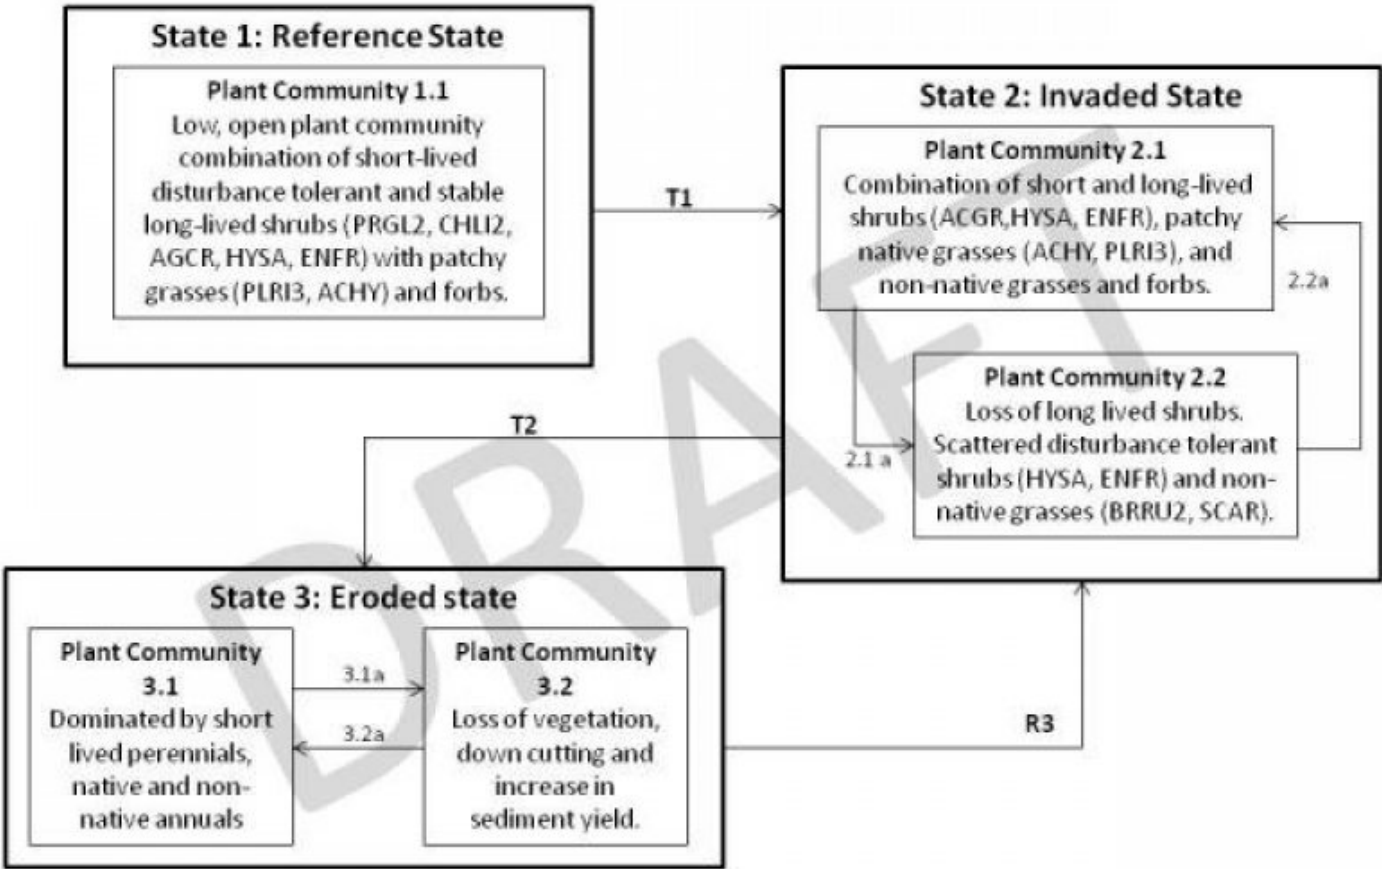 State 1: Reference State
Plant Community 1.1
Low, open plant community
combination of short-lived
disturbance tolerant and stable
long-lived shrubs (PRGL2, CHLI2,
AGCR, HYSA, ENFR) with patchy
grasses (PLRI3, ACHY) and forbs.
T1
State 2: Invaded State
Plant Community 2.1
Combination of short and long-lived
shrubs (ACGR,HYSA, ENFR), patchy
native grasses (ACHY, PLRI3), and
non-native grasses and forbs.
2.2a
Plant Community 2.2
Loss of long lived shrubs.
Scattered disturbance tolerant
shrubs (HYSA, ENFR) and non-
native grasses (BRRU2, SCAR).
2.1 a
T2
State 3: Eroded state
Plant Community
3.1
Dominated by short
lived perennials,
native and non-
native annuals
3.1a
3.2a
Plant Community
3.2
Loss of vegetation,
down cutting and
increase in
sediment yield.
R3
DRAFT